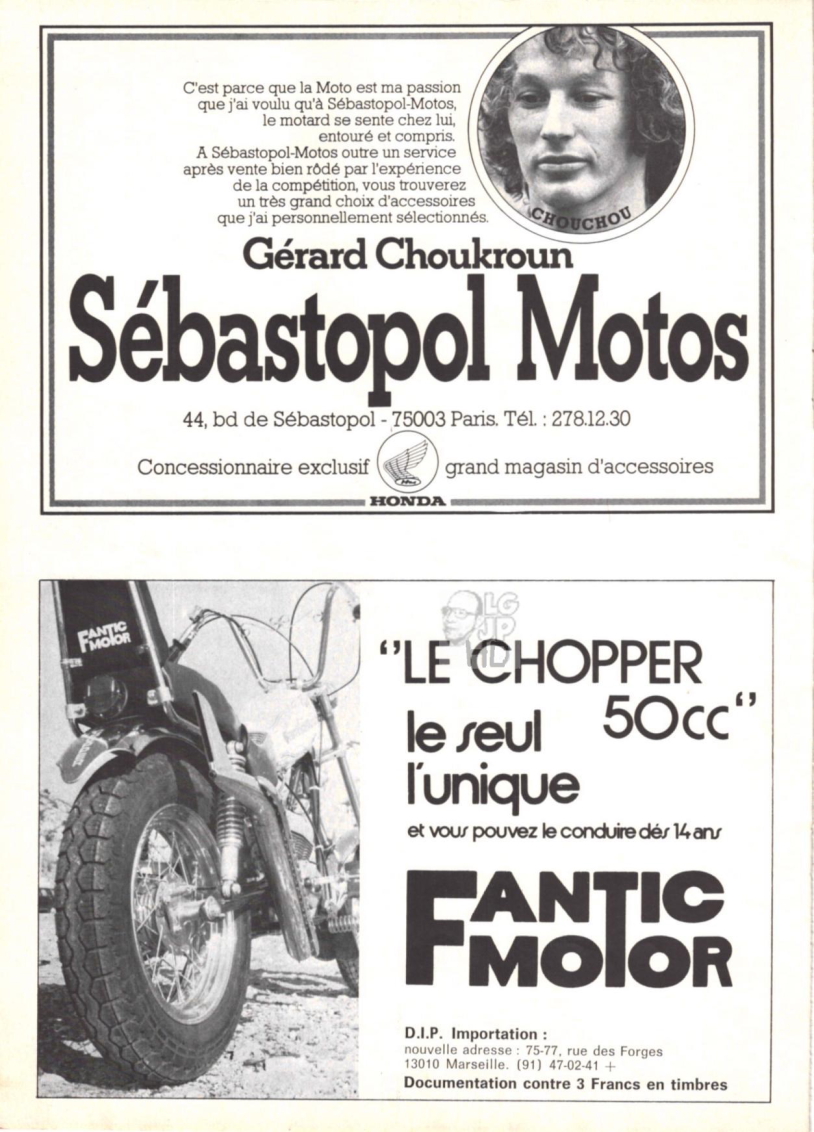 C'est parce que la Moto est ma passion
que j'ai voulu qu'à Sébastopol-Motos,
le motard se sente chez lui,
entouré et compris.
A Sébastopol-Motos outre un service
après vente bien rôdé par l'expérience
de la compétition, vous trouverez
un très grand choix d'accessoires
que j'ai personnellement sélectionnés.
CHOUCHOU
Gérard Choukroun
Sébastopol Motos
44, bd de Sébastopol - 75003 Paris. Tél. : 278.12.30
Concessionnaire exclusif grand magasin d'accessoires
HONDA
FANTIC
MOTOR
LG
JP
HD
‘’LE CHOPPER
50cc‘’
le seul
l'unique
et vous pouvez le conduire dés 14 ans
FANTIC
MOTOR
D.I.P. Importation :
nouvelle adresse : 75-77, rue des Forges
13010 Marseille. (91) 47-02-41 +
Documentation contre 3 Francs en timbres